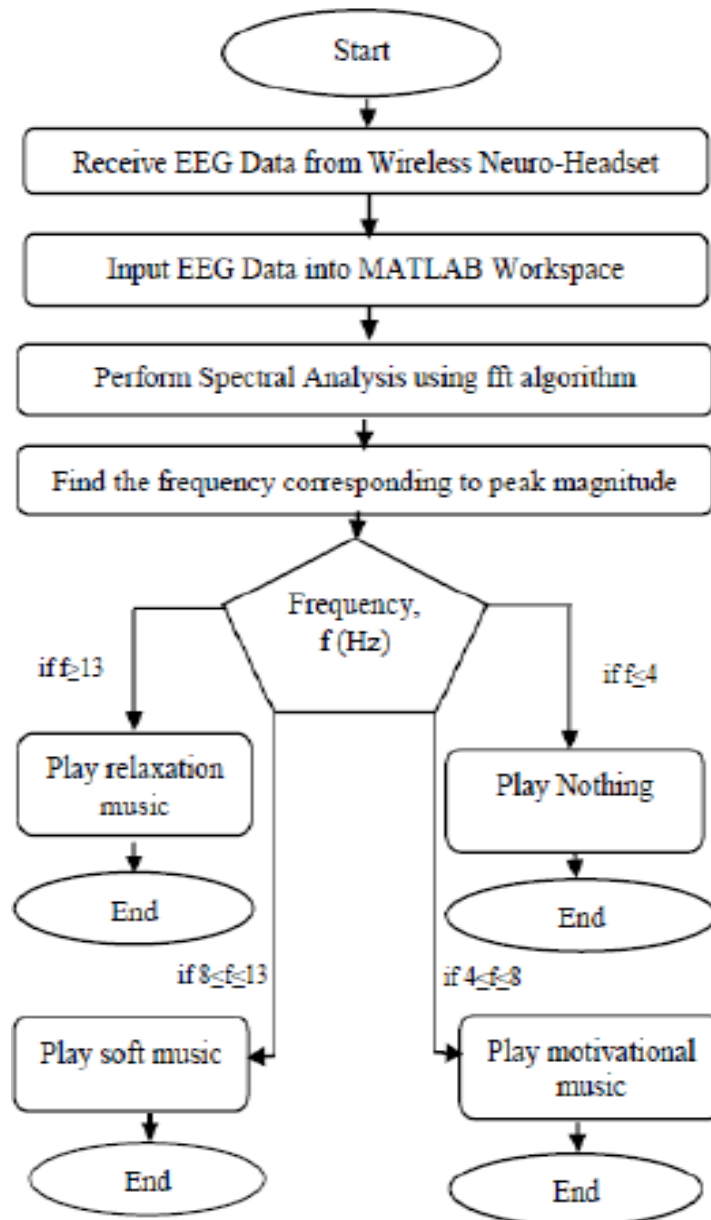 Start
Receive EEG Data from Wireless Neuro-Headset
Input EEG Data into MATLAB Workspace
Perform Spectral Analysis using fft algorithm
Find the frequency corresponding to peak magnitude
Frequency,
f (Hz)
if f≥13
if f≤4
Play relaxation
music
Play Nothing
End
End
if 8≤f≤13
if 4≤f≤8
Play soft music
Play motivational
music
End
End